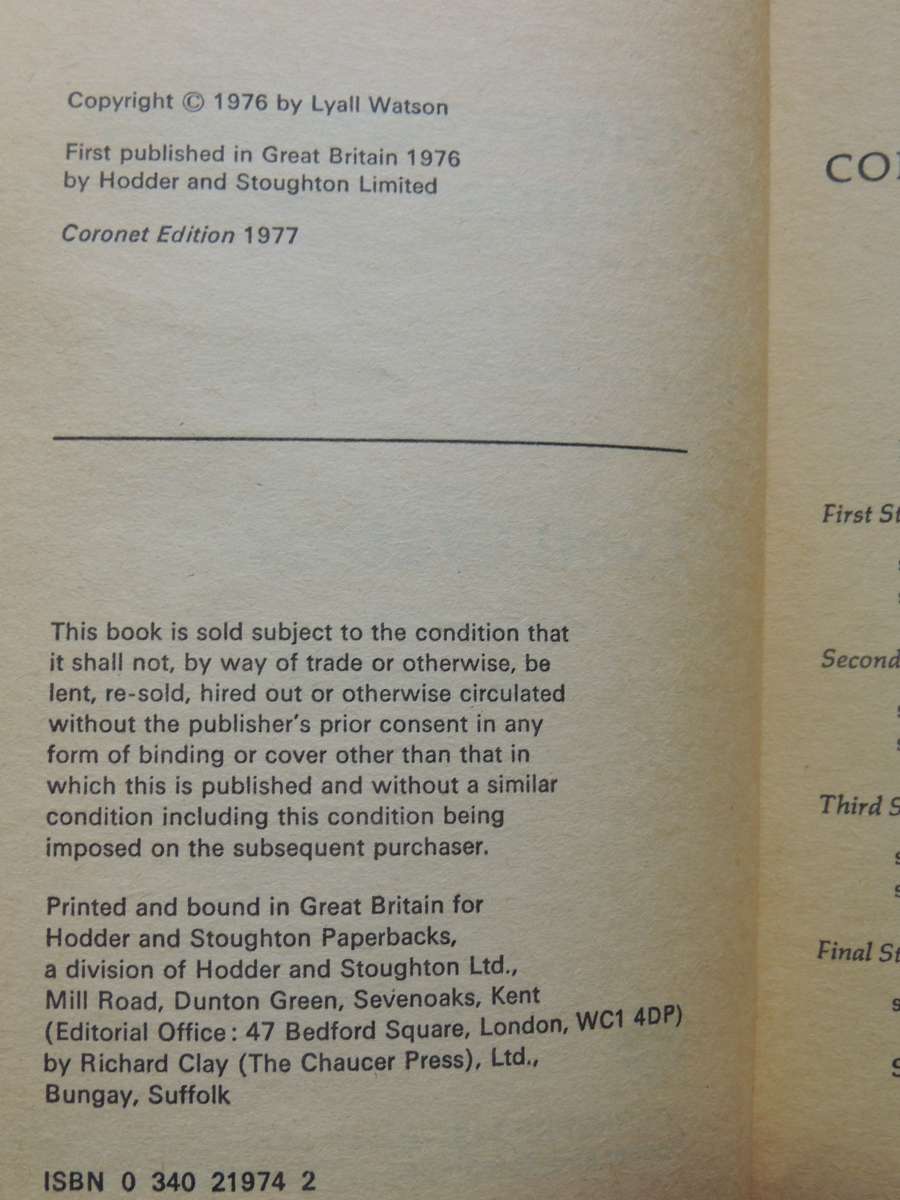 Copyright © 1976 by Lyall Watson
First published in Great Britain 1976
by Hodder and Stoughton Limited
Coronet Edition 1977
This book is sold subject to the condition that
it shall not, by way of trade or otherwise, be
lent, re-sold, hired out or otherwise circulated
without the publisher's prior consent in any
form of binding or cover other than that in
which this is published and without a similar
condition including this condition being
imposed on the subsequent purchaser.
Printed and bound in Great Britain for
Hodder and Stoughton Paperbacks,
a division of Hodder and Stoughton Ltd.,
Mill Road, Dunton Green, Sevenoaks, Kent
(Editorial Office: 47 Bedford Square, London, WC1 4DP)
by Richard Clay (The Chaucer Press), Ltd.,
Bungay, Suffolk
ISBN 0 340 21974 2
First
Second
Third
Final